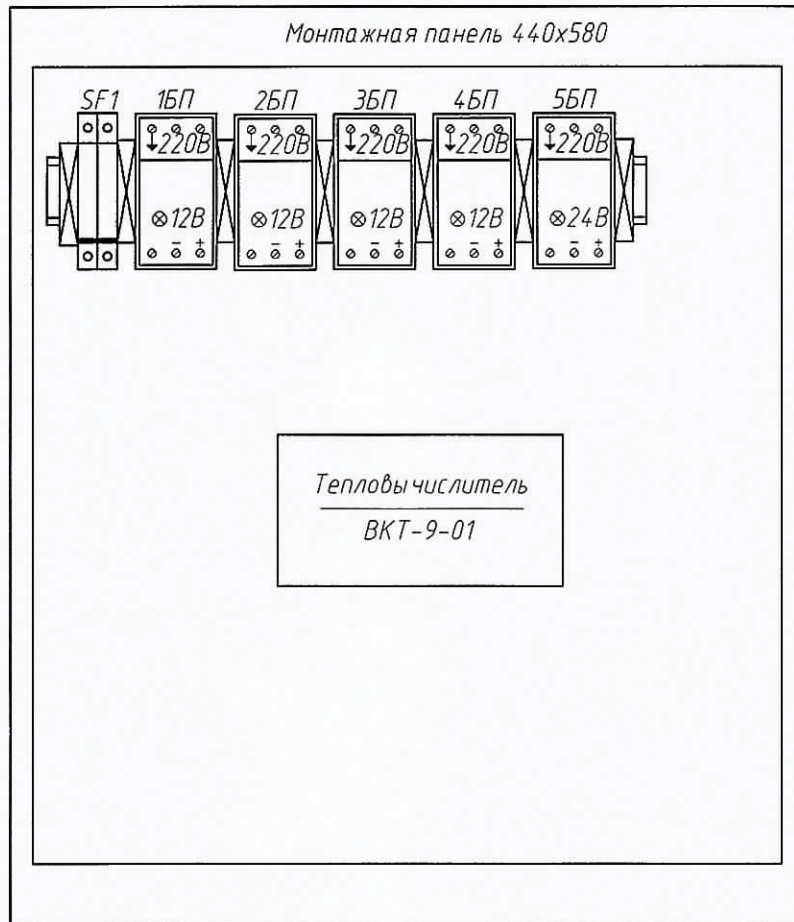 Монтажная панель 440х580
SF1 1БП 2БП 3БП 4БП 5БП
220В 220В 220В 220В 220В
12В 12В 12В 12В 24В
– + – + – + – + – +
Тепловычислитель
ВКТ-9-01